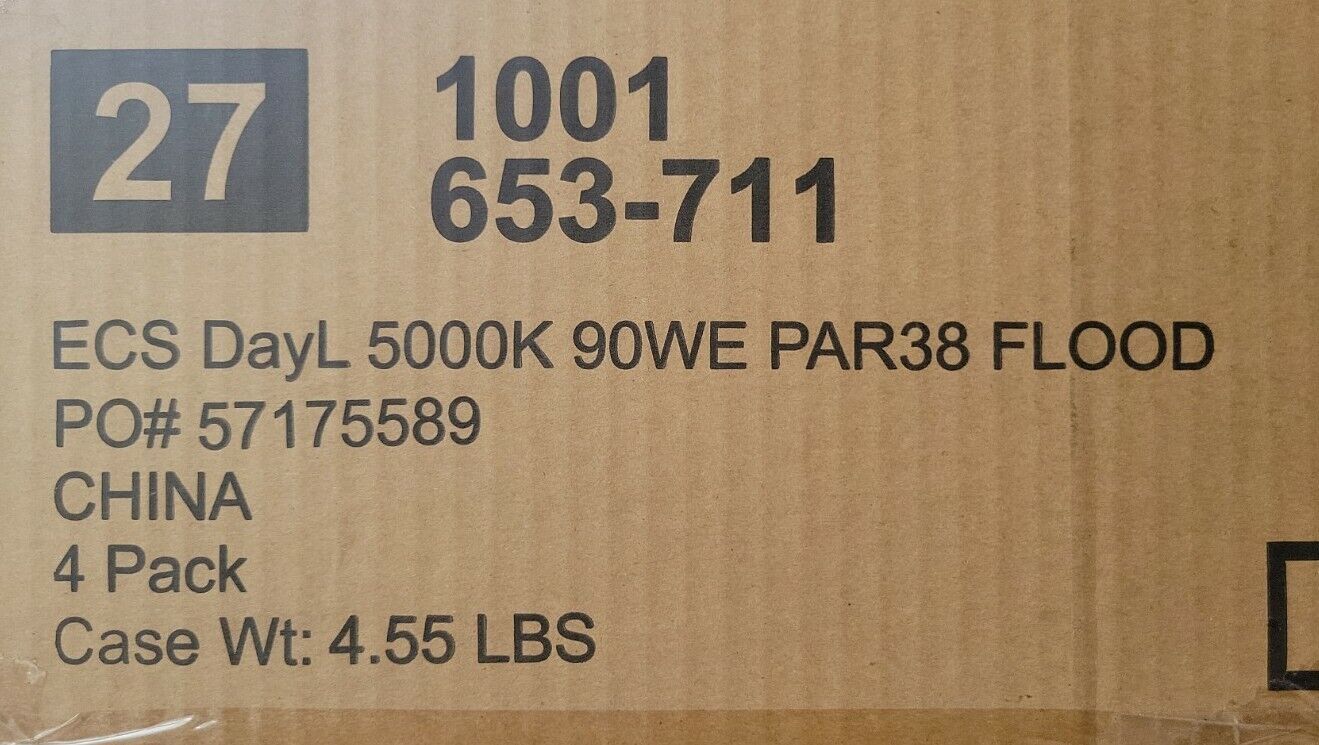 27
1001
653-711
ECS DayL 5000K 90WE PAR38 FLOOD
PO# 57175589
CHINA
4 Pack
Case Wt: 4.55 LBS